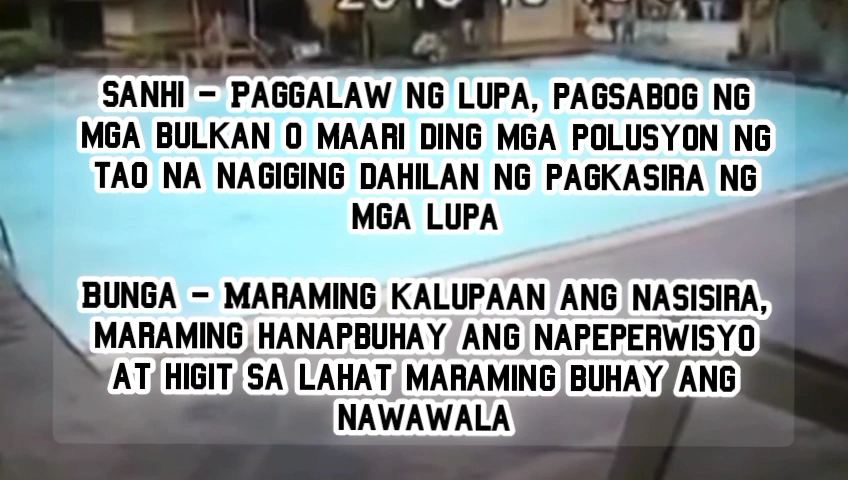 SANHI – PAGGALAW NG LUPA, PAGSABOG NG
MGA BULKAN O MAARI DING MGA POLUSYON NG
TAO NA NAGIGING DAHILAN NG PAGKASIRA NG
MGA LUPA
BUNGA – MARAMING KALUPAAN ANG NASISIRA,
MARAMING HANAPBUHAY ANG NAPEPERWISYO
AT HIGIT SA LAHAT MARAMING BUHAY ANG
NAWAWALA